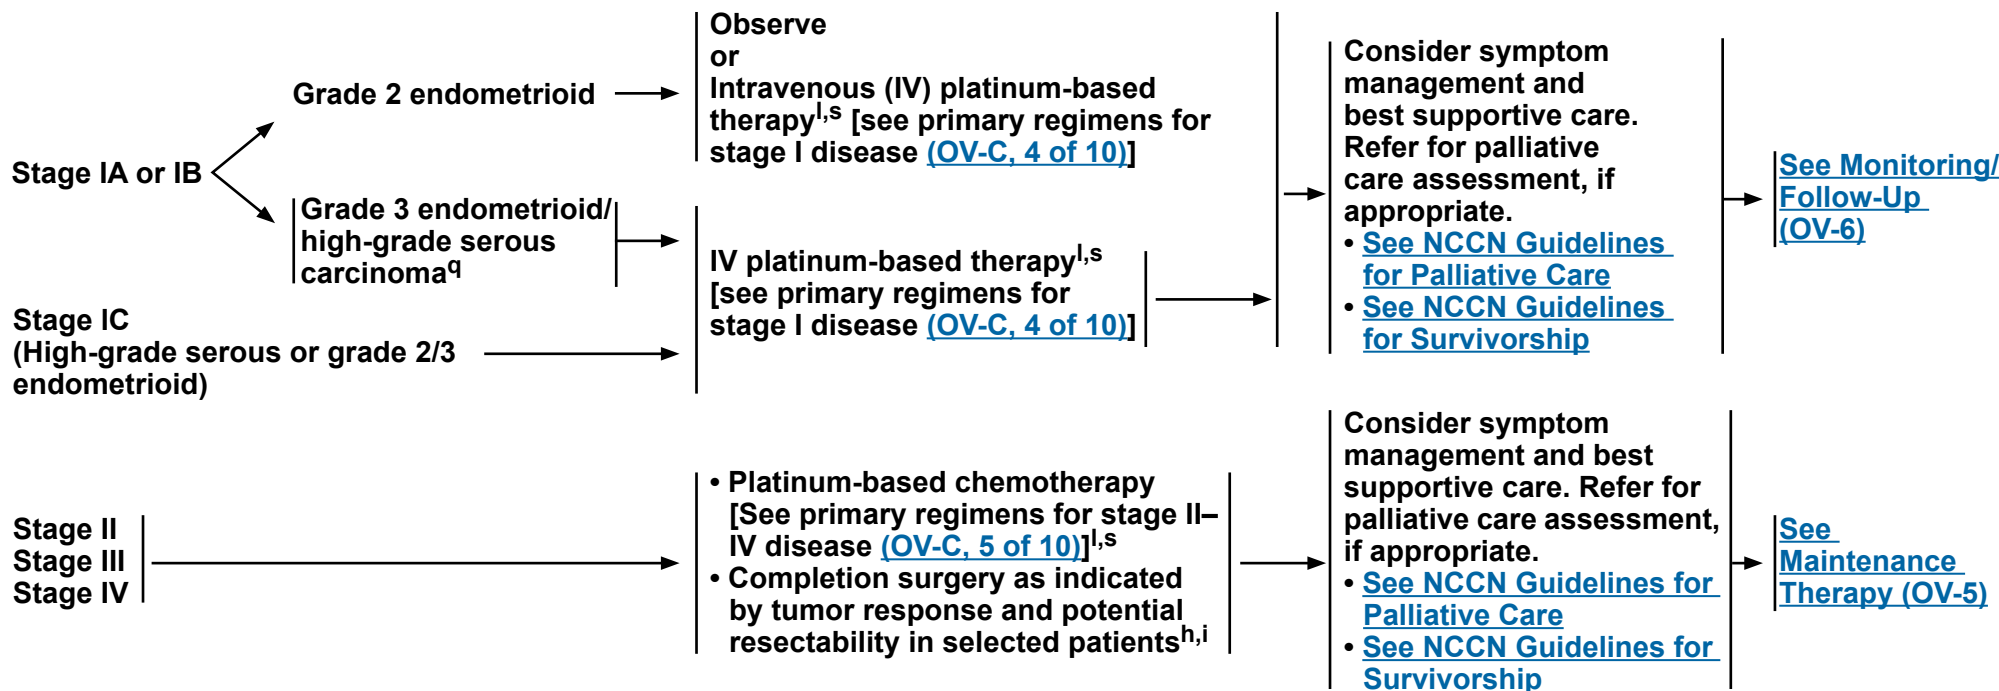 Stage IA or IB
Grade 2 endometrioid
Observe
or
Intravenous (IV) platinum-based
therapyl,s [see primary regimens for
stage I disease (OV-C, 4 of 10)]
Grade 3 endometrioid/
high-grade serous
carcinomaq
Stage IC
(High-grade serous or grade 2/3
endometrioid)
IV platinum-based therapyl,s
[see primary regimens for
stage I disease (OV-C, 4 of 10)]
Consider symptom
management and
best supportive care.
Refer for palliative
care assessment, if
appropriate.
• See NCCN Guidelines
for Palliative Care
• See NCCN Guidelines
for Survivorship
See Monitoring/
Follow-Up
(OV-6)
Stage II
Stage III
Stage IV
• Platinum-based chemotherapy
[See primary regimens for stage II–
IV disease (OV-C, 5 of 10)]l,s
• Completion surgery as indicated
by tumor response and potential
resectability in selected patientsh,i
Consider symptom
management and best
supportive care. Refer for
palliative care assessment,
if appropriate.
• See NCCN Guidelines for
Palliative Care
• See NCCN Guidelines for
Survivorship
See
Maintenance
Therapy (OV-5)